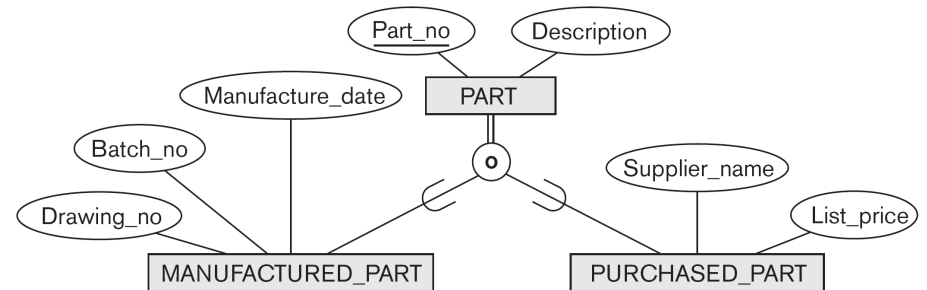 Part_no
Description
Manufacture_date
PART
Batch_no
o
Supplier_name
Drawing_no
List_price
MANUFACTURED_PART
PURCHASED_PART